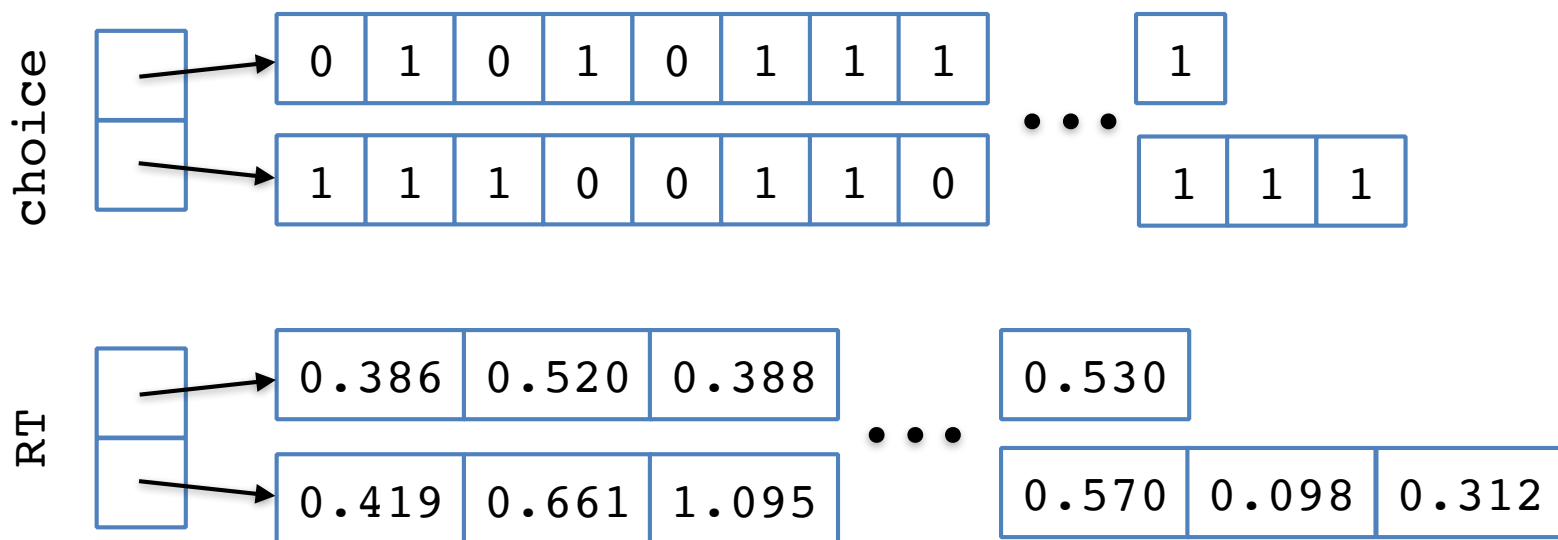 choice
0 1 0 1 0 1 1 1 ••• 1
1 1 1 0 0 1 1 0 1 1 1
RT
0.386 0.520 0.388 ••• 0.530
0.419 0.661 1.095 0.570 0.098 0.312